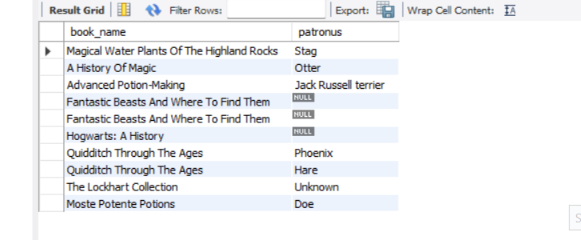 Result Grid Filter Rows: Export: Wrap Cell Content: IA
book_name patronus
Magical Water Plants Of The Highland Rocks Stag
A History Of Magic Otter
Advanced Potion-Making Jack Russell terrier
Fantastic Beasts And Where To Find Them NULL
Fantastic Beasts And Where To Find Them NULL
Hogwarts: A History NULL
Quidditch Through The Ages Phoenix
Quidditch Through The Ages Hare
The Lockhart Collection Unknown
Moste Potente Potions Doe
S